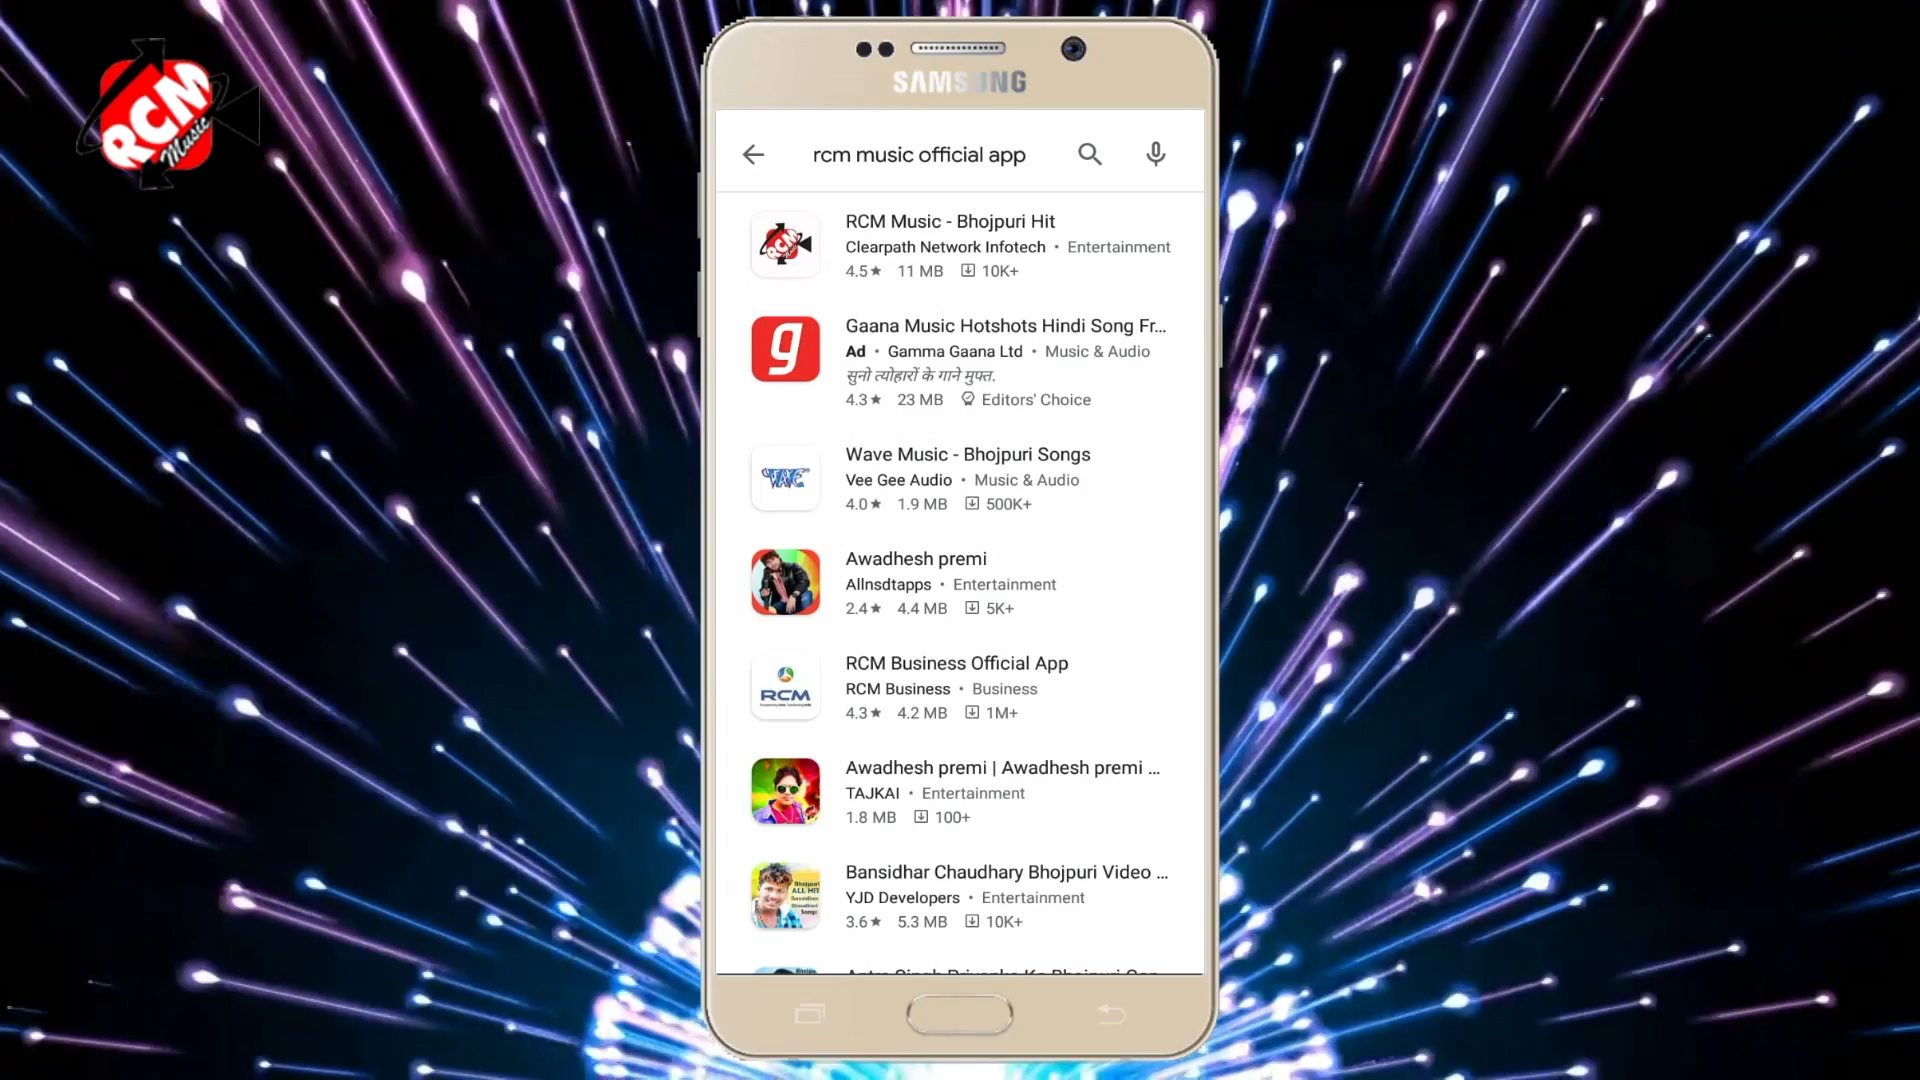 RCM
Music
SAMSUNG
rcm music official app
RCM Music - Bhojpuri Hit
Clearpath Network Infotech • Entertainment
4.5★ 11 MB 10K+
Gaana Music Hotshots Hindi Song Fr...
Ad • Gamma Gaana Ltd • Music & Audio
सुनो त्योहारों के गाने मुफ्त.
4.3★ 23 MB Editors' Choice
Wave Music - Bhojpuri Songs
Vee Gee Audio • Music & Audio
4.0★ 1.9 MB 500K+
Awadhesh premi
Allnsdtapps • Entertainment
2.4★ 4.4 MB 5K+
RCM
RCM Business Official App
RCM Business • Business
4.3★ 4.2 MB 1M+
Awadhesh premi | Awadhesh premi ...
TAJKAI • Entertainment
1.8 MB 100+
Bhojpuri
ALL HIT
Songs
Bansidhar Chaudhary Bhojpuri Video ...
YJD Developers • Entertainment
3.6★ 5.3 MB 10K+